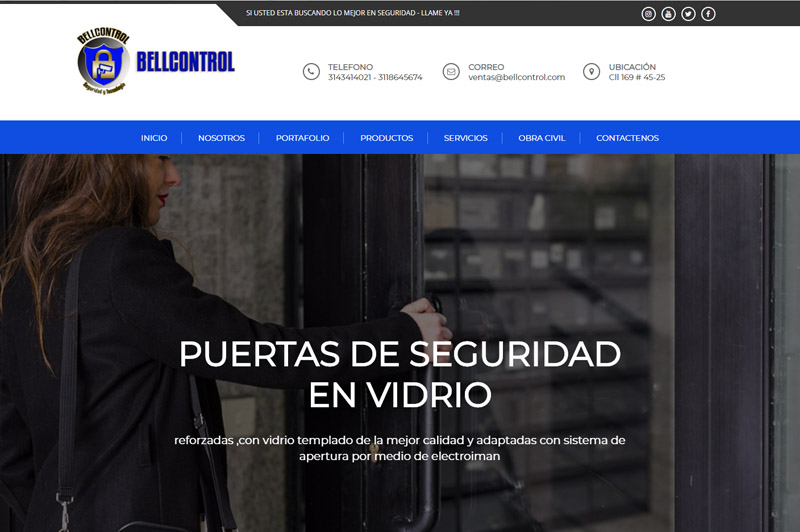 SI USTED ESTA BUSCANDO LO MEJOR EN SEGURIDAD - LLAME YA !!!
BELLCONTROL
Seguridad y Tecnología
BELLCONTROL
TELEFONO
3143414021 - 3118645674
CORREO
ventas@bellcontrol.com
UBICACIÓN
Cll 169 # 45-25
INICIO
NOSOTROS
PORTAFOLIO
PRODUCTOS
SERVICIOS
OBRA CIVIL
CONTACTENOS
PUERTAS DE SEGURIDAD
EN VIDRIO
reforzadas ,con vidrio templado de la mejor calidad y adaptadas con sistema de
apertura por medio de electroiman